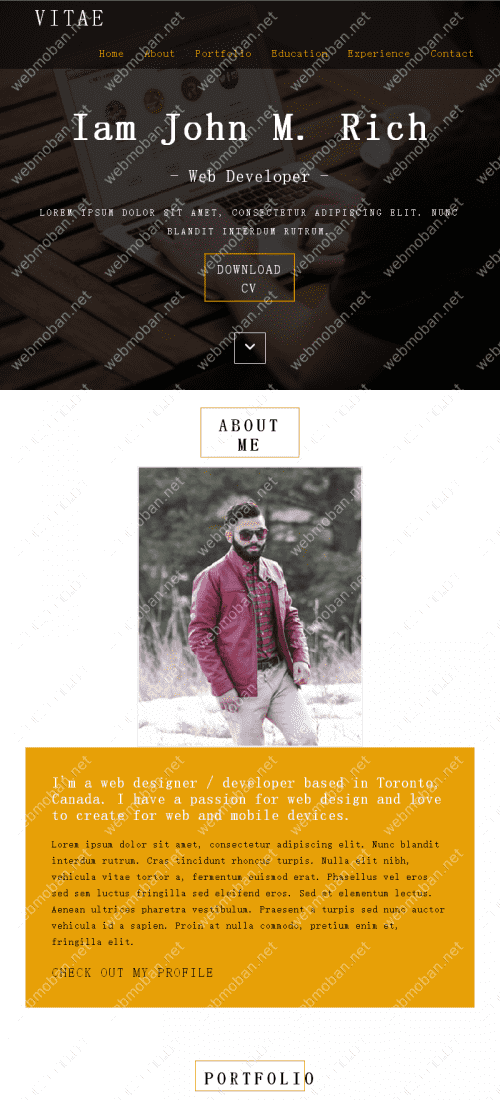 VITAE
Home About Portfolio Education Experience Contact
Iam John M. Rich
- Web Developer -
LOREM IPSUM DOLOR SIT AMET, CONSECTETUR ADIPISCING ELIT. NUNC
BLANDIT INTERDUM RUTRUM.
DOWNLOAD
CV
ABOUT
ME
I'm a web designer / developer based in Toronto,
Canada. I have a passion for web design and love
to create for web and mobile devices.
Lorem ipsum dolor sit amet, consectetur adipiscing elit. Nunc blandit
interdum rutrum. Cras tincidunt rhoncus turpis. Nulla elit nibh,
vehicula vitae tortor a, fermentum euismod erat. Phasellus vel eros
sed sem luctus fringilla sed eleifend eros. Sed at elementum lectus.
Aenean ultrices pharetra vestibulum. Praesent a turpis sed nunc auctor
vehicula id a sapien. Proin at nulla commodo, pretium enim et,
fringilla elit.
CHECK OUT MY PROFILE
PORTFOLIO
webmoban.net